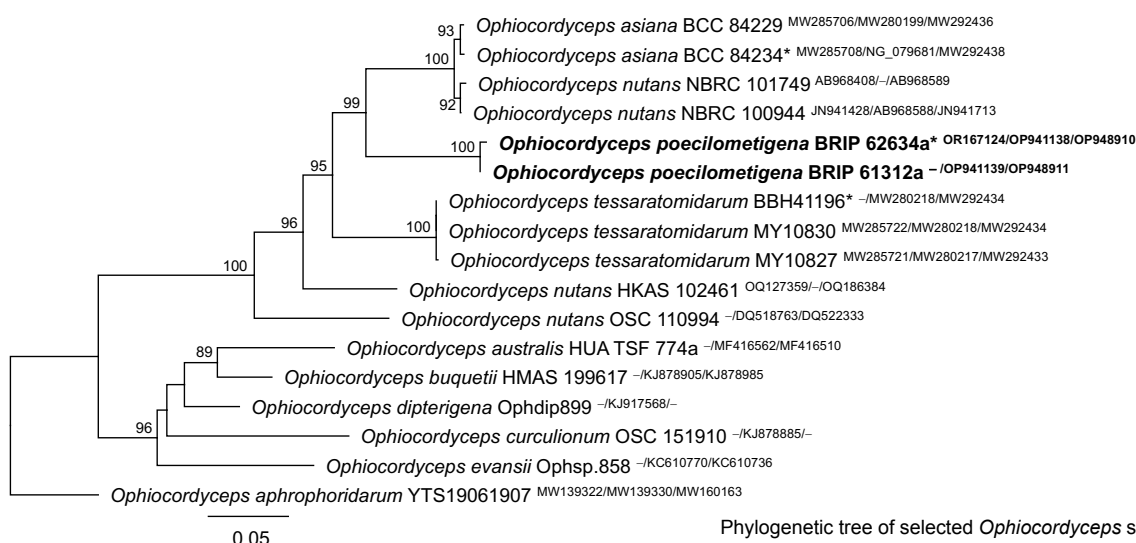 93
Ophiocordyceps asiana BCC 84229 MW285706/MW280199/MW292436
Ophiocordyceps asiana BCC 84234* MW285708/NG_079681/MW292438
100
Ophiocordyceps nutans NBRC 101749 AB968408/–/AB968589
92
Ophiocordyceps nutans NBRC 100944 JN941428/AB968588/JN941713
99
Ophiocordyceps poecilometigena BRIP 62634a* OR167124/OP941138/OP948910
100
Ophiocordyceps poecilometigena BRIP 61312a –/OP941139/OP948911
95
Ophiocordyceps tessaratomidarum BBH41196* –/MW280218/MW292434
100
Ophiocordyceps tessaratomidarum MY10830 MW285722/MW280218/MW292434
96
Ophiocordyceps tessaratomidarum MY10827 MW285721/MW280217/MW292433
100
Ophiocordyceps nutans HKAS 102461 OQ127359/–/OQ186384
Ophiocordyceps nutans OSC 110994 –/DQ518763/DQ522333
89
Ophiocordyceps australis HUA TSF 774a –/MF416562/MF416510
Ophiocordyceps buquetii HMAS 199617 –/KJ878905/KJ878985
Ophiocordyceps dipterigena Ophdip899 –/KJ917568/–
96
Ophiocordyceps curculionum OSC 151910 –/KJ878885/–
Ophiocordyceps evansii Ophsp.858 –/KC610770/KC610736
Ophiocordyceps aphrophoridarum YTS19061907 MW139322/MW139330/MW160163
0.05
Phylogenetic tree of selected Ophiocordyceps s